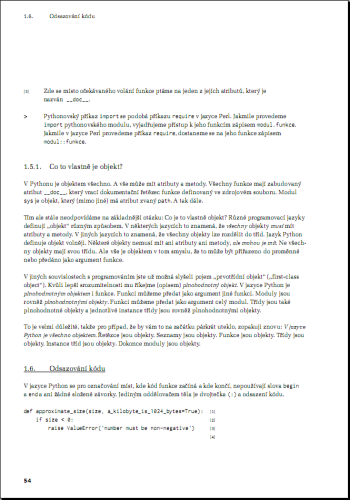 1.6. Odsazování kódu
[3] Zde se místo očekávaného volání funkce ptáme na jeden z jejích atributů, který je
nazván __doc__.
> Pythonovský příkaz import se podobá příkazu require v jazyce Perl. Jakmile provedeme
import pythonovského modulu, vyjadřujeme přístup k jeho funkcím zápisem modul.funkce.
Jakmile v jazyce Perl provedeme příkaz require, dostaneme se na jeho funkce zápisem
modul::funkce.
1.5.1. Co to vlastně je objekt?
V Pythonu je objektem všechno. A vše může mít atributy a metody. Všechny funkce mají zabudovaný
atribut __doc__, který vrací dokumentační řetězec funkce definovaný ve zdrojovém souboru. Modul
sys je objekt, který (mimo jiné) má atribut zvaný path. A tak dále.
Tím ale stále neodpovídáme na základnější otázku: Co je to vlastně objekt? Různé programovací jazyky
definují „objekt“ různým způsobem. V některých jazycích to znamená, že všechny objekty musí mít
atributy a metody. V jiných jazycích to znamená, že všechny objekty lze rozdělit do tříd. Jazyk Python
definuje objekt volněji. Některé objekty nemusí mít ani atributy ani metody, ale mohou je mít. Ne všech-
ny objekty mají svou třídu. Ale vše je objektem v tom smyslu, že to může být přiřazeno do proměnné
nebo předáno jako argument funkce.
V jiných souvislostech s programováním jste už možná slyšeli pojem „prvotřídní objekt“ („first-class
object“). Kvůli lepší srozumitelnosti mu říkejme (opisem) plnohodnotný objekt. V jazyce Python je
plnohodnotným objektem i funkce. Funkci můžeme předat jako argument jiné funkci. Moduly jsou
rovněž plnohodnotnými objekty. Funkci můžeme předat jako argument celý modul. Třídy jsou také
plnohodnotné objekty a jednotlivé instance třídy jsou rovněž plnohodnotnými objekty.
To je velmi důležité, takže pro případ, že by vám to na začátku párkrát uteklo, zopakuji znovu: V jazyce
Python je všechno objektem. Řetězce jsou objekty. Seznamy jsou objekty. Funkce jsou objekty. Třídy jsou
objekty. Instance tříd jsou objekty. Dokonce moduly jsou objekty.
1.6. Odsazování kódu
V jazyce Python se pro označování míst, kde kód funkce začíná a kde končí, nepoužívají slova begin
a end a ani žádné složené závorky. Jediným oddělovačem těla je dvojtečka (:) a odsazení kódu.
def approximate_size(size, a_kilobyte_is_1024_bytes=True): [1]
if size < 0: [2]
raise ValueError('number must be non-negative') [3]
[4]
54